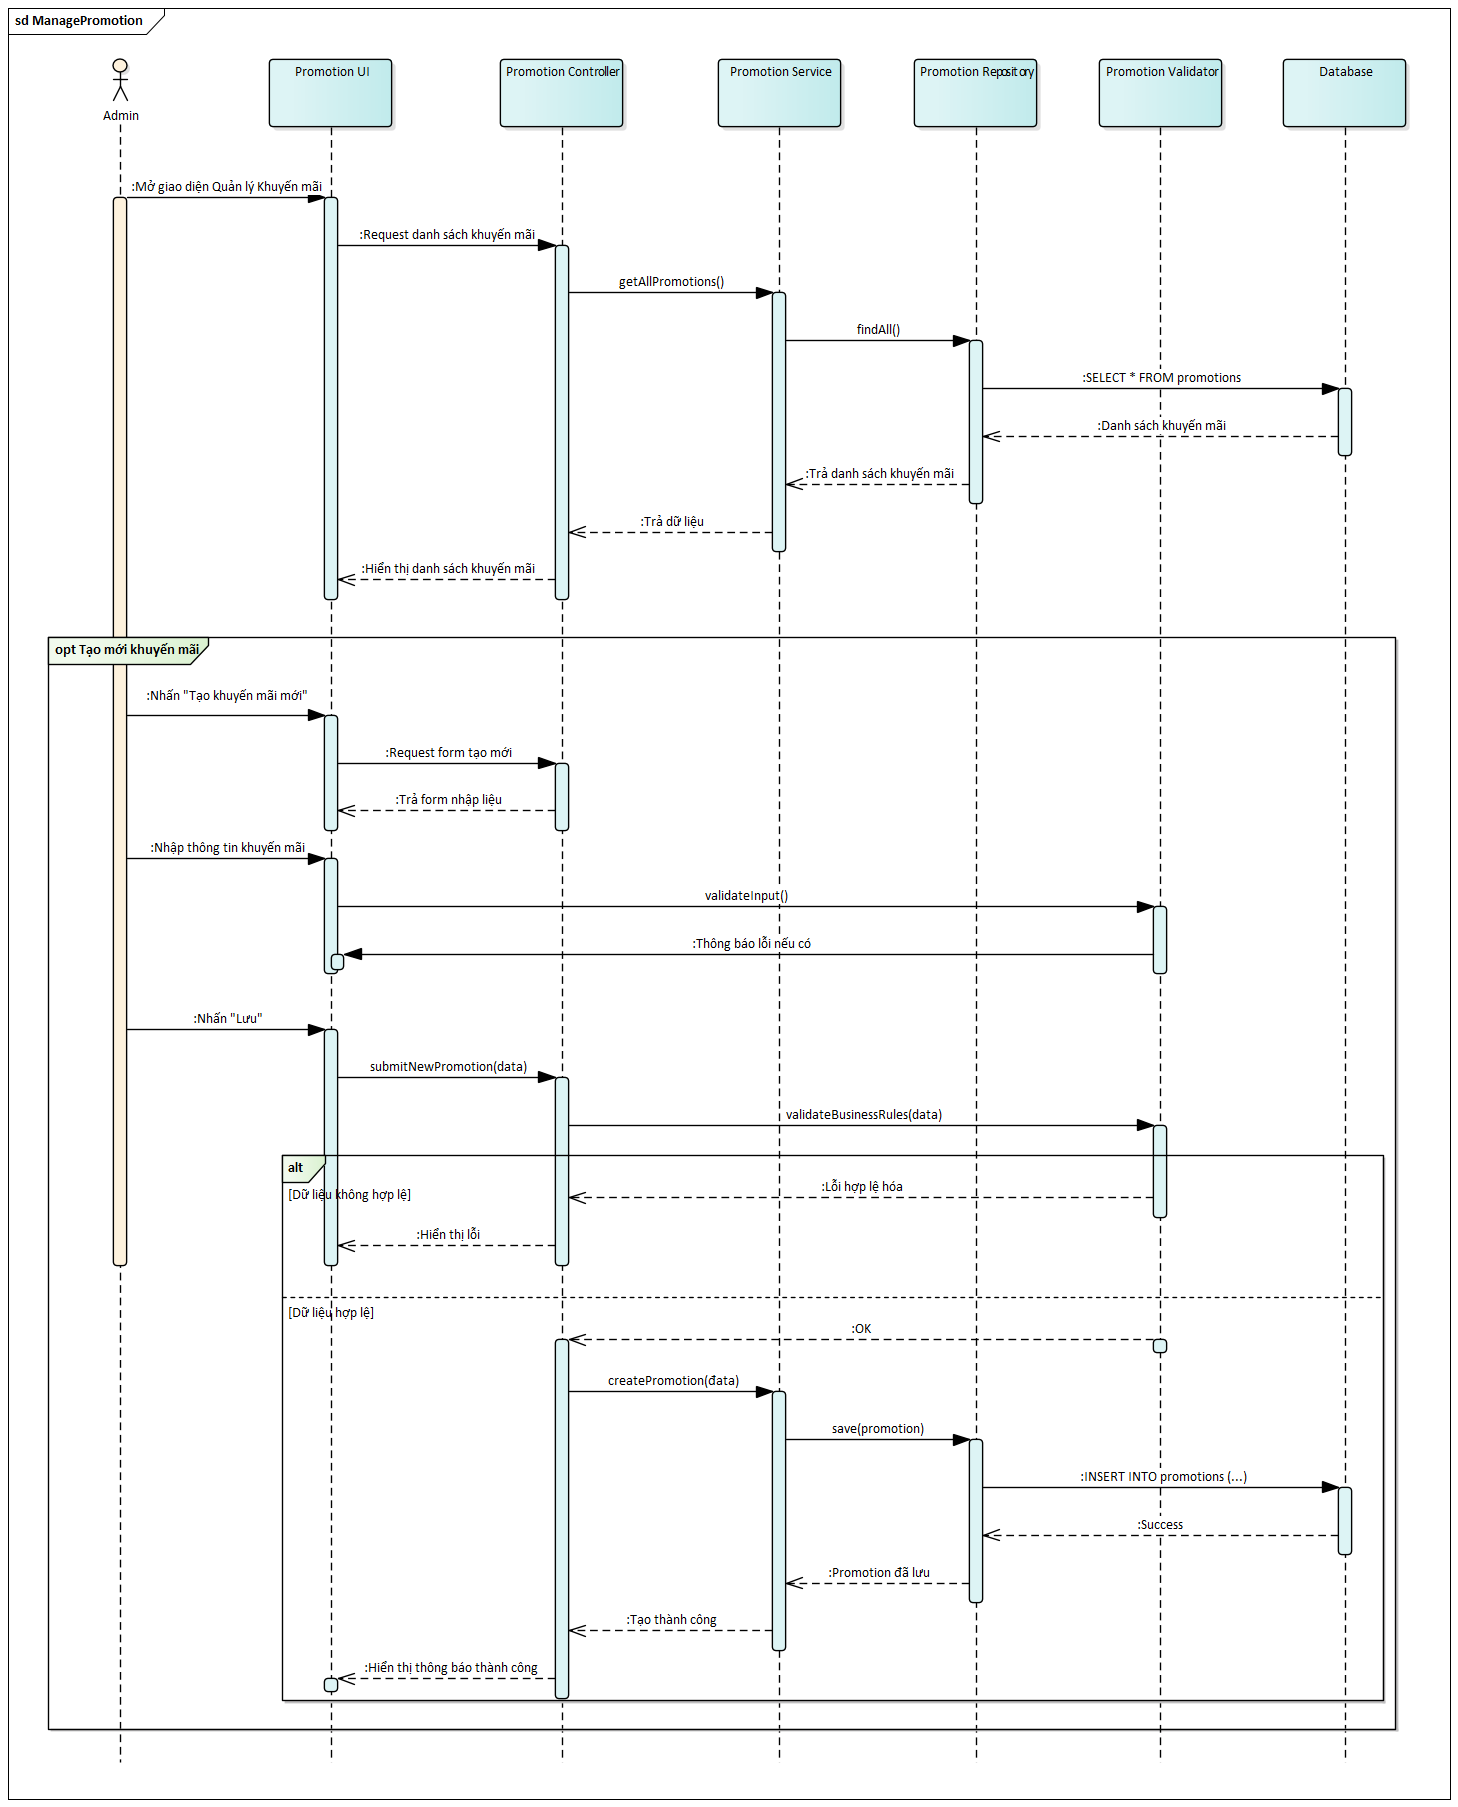 sd ManagePromotion
Admin
Promotion UI
Promotion Controller
Promotion Service
Promotion Repository
Promotion Validator
Database
:Mở giao diện Quản lý Khuyến mãi
:Request danh sách khuyến mãi
getAllPromotions()
findAll()
:SELECT * FROM promotions
:Danh sách khuyến mãi
:Trả danh sách khuyến mãi
:Trả dữ liệu
:Hiển thị danh sách khuyến mãi
opt Tạo mới khuyến mãi
:Nhấn "Tạo khuyến mãi mới"
:Request form tạo mới
:Trả form nhập liệu
:Nhập thông tin khuyến mãi
validateInput()
:Thông báo lỗi nếu có
:Nhấn "Lưu"
submitNewPromotion(data)
validateBusinessRules(data)
alt
[Dữ liệu không hợp lệ]
:Lỗi hợp lệ hóa
:Hiển thị lỗi
[Dữ liệu hợp lệ]
:OK
createPromotion(đata)
save(promotion)
:INSERT INTO promotions (...)
:Success
:Promotion đã lưu
:Tạo thành công
:Hiển thị thông báo thành công